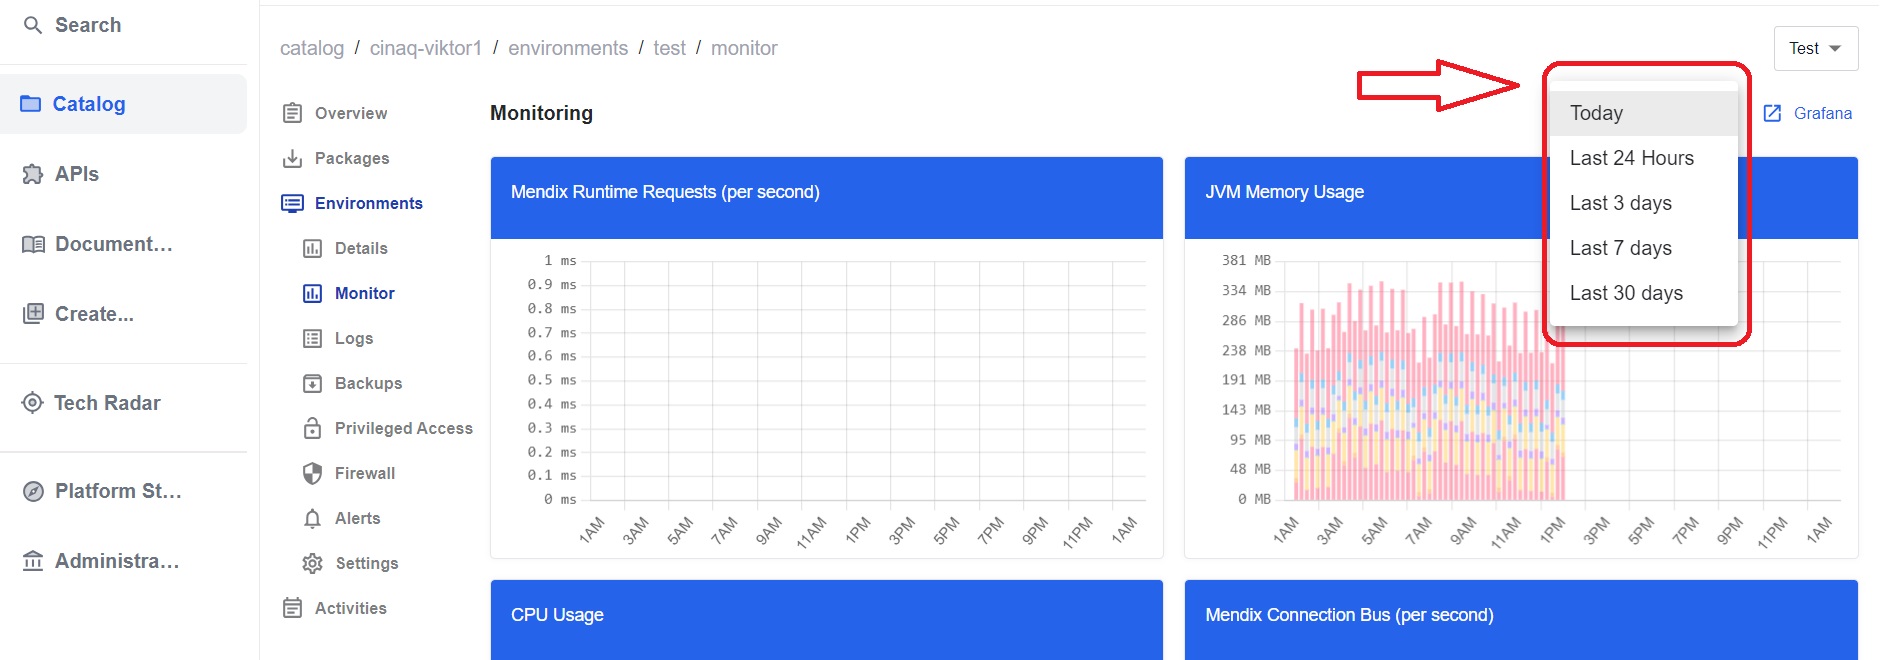 Search
Catalog
APIs
Document...
Create...
Tech Radar
Platform St...
Administra...
catalog / cinaq-viktor1 / environments / test / monitor
Test
Overview
Packages
Environments
Details
Monitor
Logs
Backups
Privileged Access
Firewall
Alerts
Settings
Activities
Monitoring
Today
Last 24 Hours
Last 3 days
Last 7 days
Last 30 days
Grafana
Mendix Runtime Requests (per second)
1 ms
0.9 ms
0.8 ms
0.7 ms
0.6 ms
0.5 ms
0.4 ms
0.3 ms
0.2 ms
0.1 ms
0 ms
1AM 3AM 5AM 7AM 9AM 11AM 1PM 3PM 5PM 7PM 9PM 11PM 1AM
JVM Memory Usage
381 MB
334 MB
286 MB
238 MB
191 MB
143 MB
95 MB
48 MB
0 MB
1AM 3AM 5AM 7AM 9AM 11AM 1PM 3PM 5PM 7PM 9PM 11PM 1AM
CPU Usage
Mendix Connection Bus (per second)